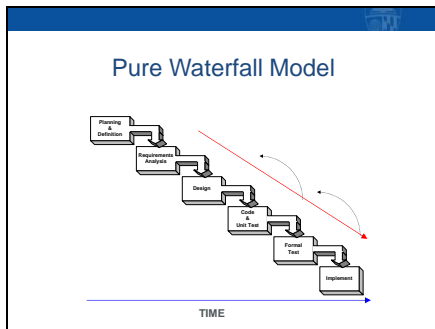 Pure Waterfall Model
Planning
&
Definition
Requirements
Analysis
Design
Code
&
Unit Test
Formal
Test
Implement
TIME